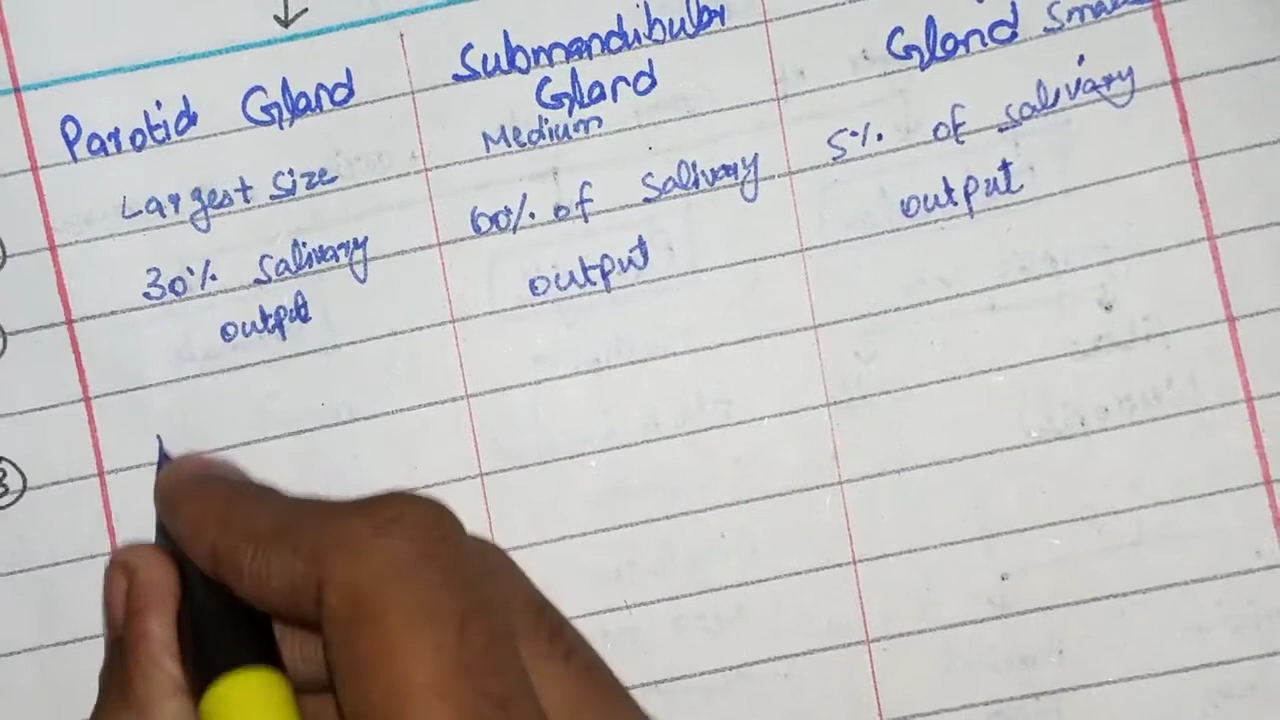 Parotid Gland
Largest size
30% salivary
output
Submandibular
Gland
Medium
60% of salivary
output
Gland
5% of salivary
output